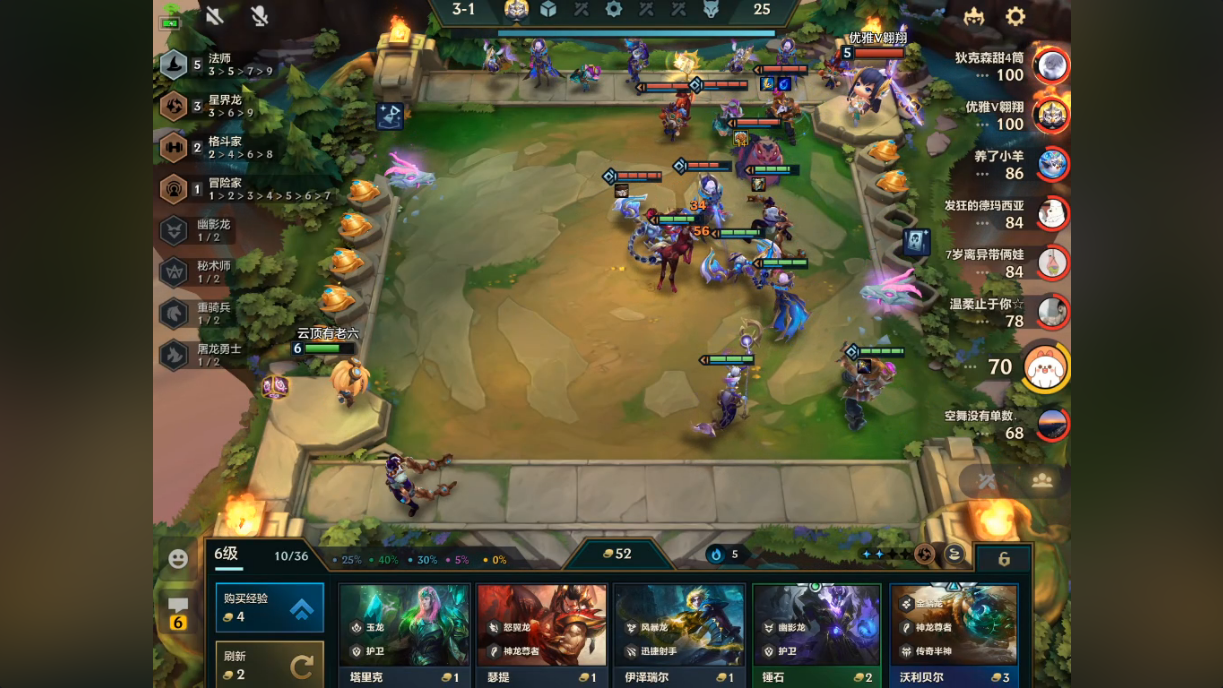 3-1
25
5 法师
3 > 5 > 7 > 9
3 星界龙
3 > 6 > 9
2 格斗家
2 > 4 > 6 > 8
1 冒险家
1 > 2 > 3 > 4 > 5 > 6 > 7
幽影龙
1 / 2
秘术师
1 / 2
重骑兵
1 / 2
屠龙勇士
1 / 2
优雅V翱翔
5
34
56
云顶有老六
6
狄克森甜4筒
100
优雅V翱翔
100
养了小羊
86
发狂的德玛西亚
84
7岁离异带俩娃
84
温柔止于你☆
78
70
空舞没有单数.
68
6级
10/36
25% 40% 30% 5% 0%
52
5
6
6
购买经验
4
刷新
2
玉龙
护卫
塔里克 1
怒翼龙
神龙尊者
瑟提 1
风暴龙
迅捷射手
伊泽瑞尔 1
幽影龙
护卫
锤石 2
金鳞龙
神龙尊者
传奇半神
沃利贝尔 3